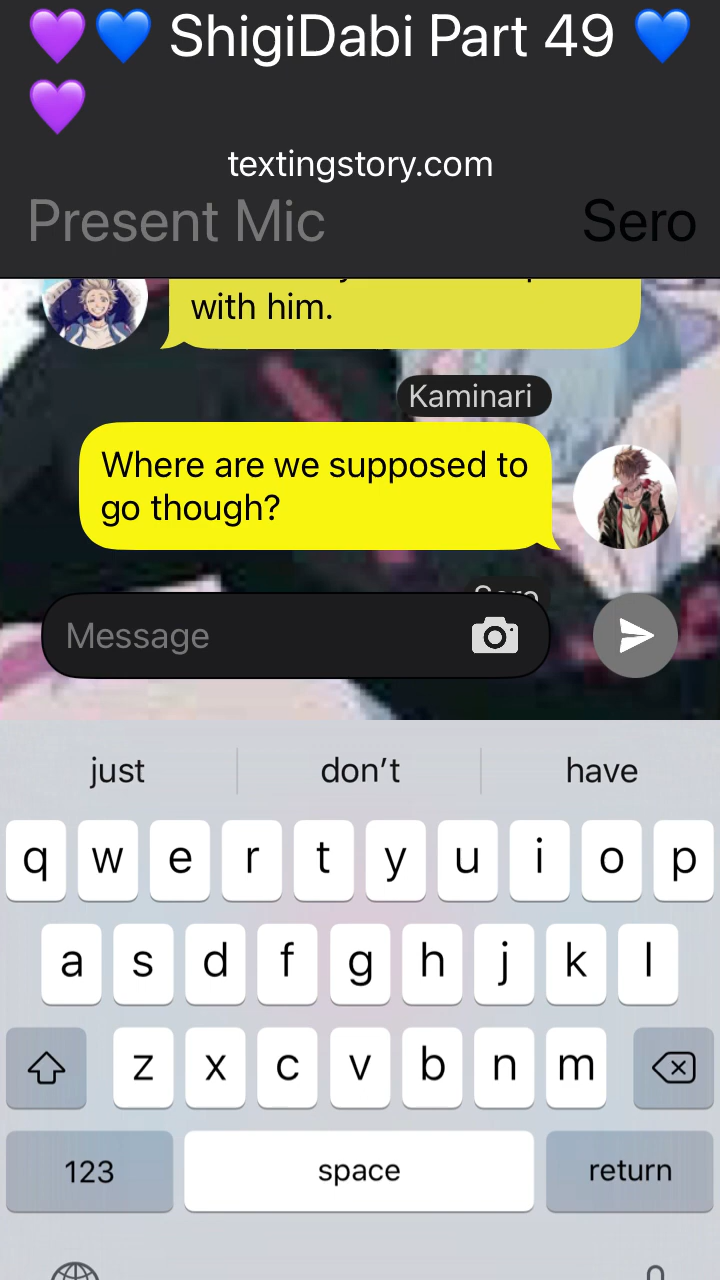 💜💙 ShigiDabi Part 49 💙
💜
textingstory.com
Present Mic Sero
with him.
Kaminari
Where are we supposed to
go though?
Sero
Message
just don't have
q w e r t y u i o p
a s d f g h j k l
z x c v b n m
123 space return